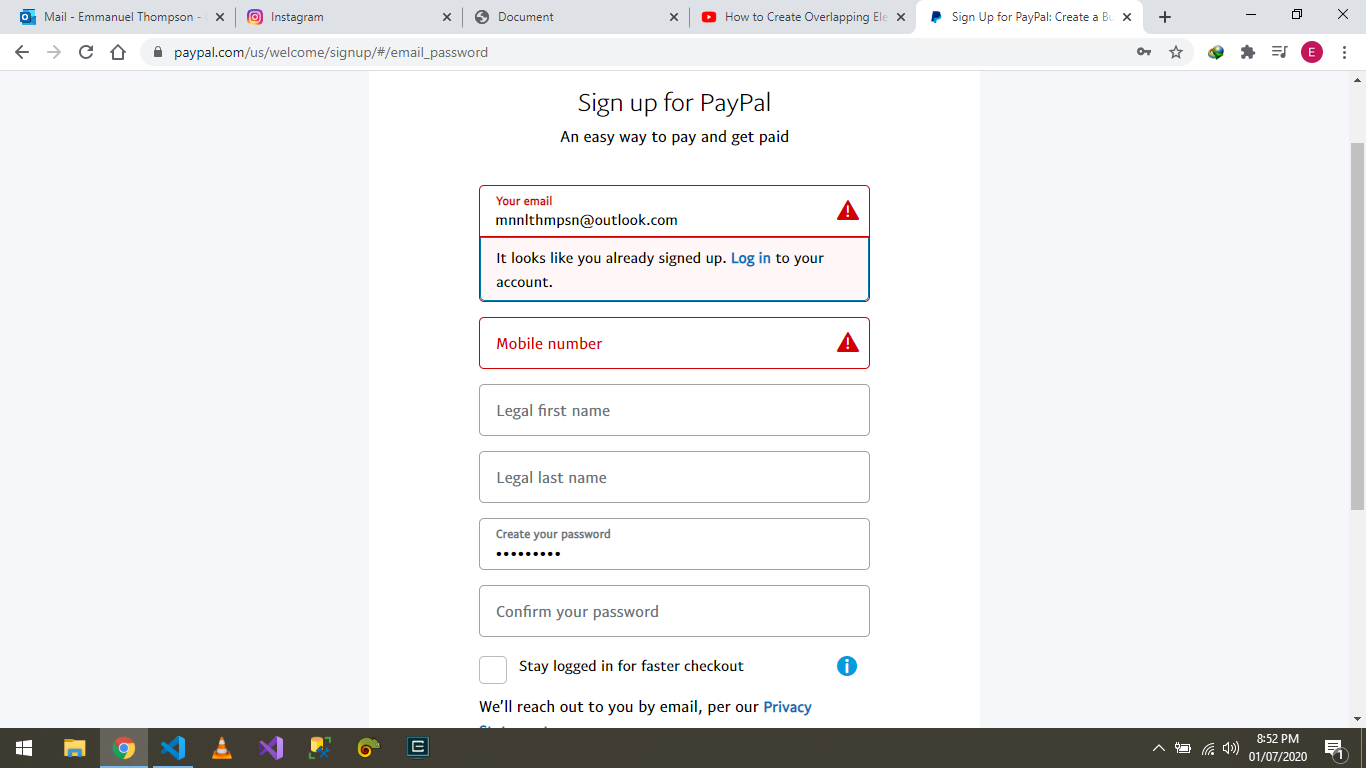 Mail - Emmanuel Thompson -
Instagram
Document
How to Create Overlapping Ele
Sign Up for PayPal: Create a Bu
paypal.com/us/welcome/signup/#/email_password
E
Sign up for PayPal
An easy way to pay and get paid
Your email
mnnlthmpsn@outlook.com
It looks like you already signed up. Log in to your
account.
Mobile number
Legal first name
Legal last name
Create your password
•••••••••
Confirm your password
Stay logged in for faster checkout
We’ll reach out to you by email, per our Privacy
8:52 PM
01/07/2020
1